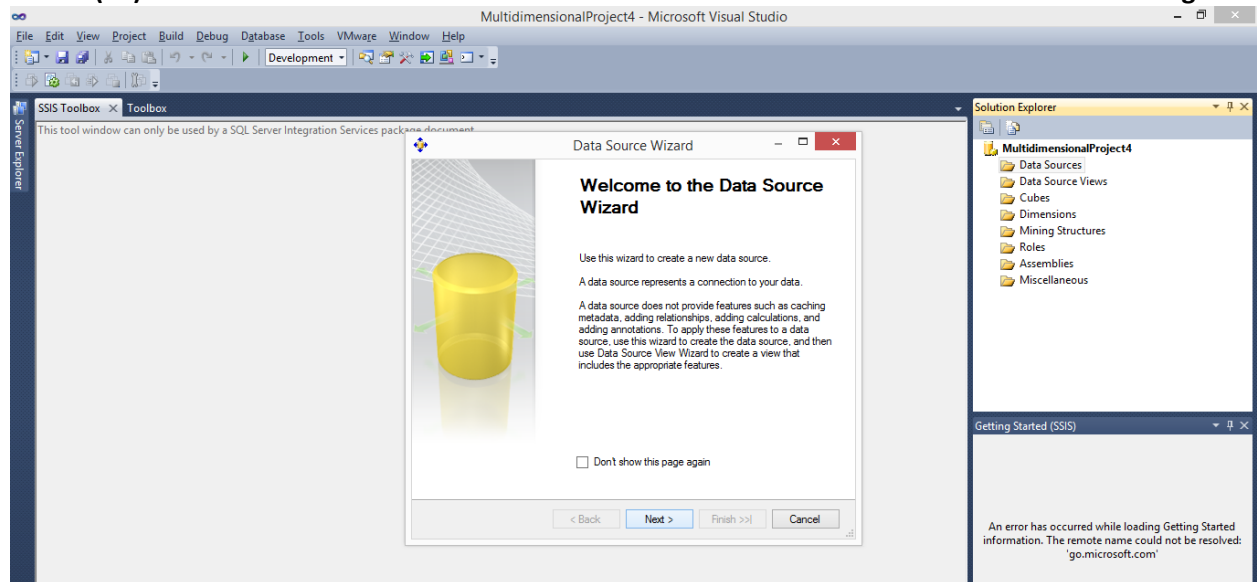 MultidimensionalProject4 - Microsoft Visual Studio
File Edit View Project Build Debug Database Tools VMware Window Help
Development
SSIS Toolbox Toolbox
Server Explorer
This tool window can only be used by a SQL Server Integration Services package document.
Data Source Wizard
Welcome to the Data Source
Wizard
Use this wizard to create a new data source.
A data source represents a connection to your data.
A data source does not provide features such as caching
metadata, adding relationships, adding calculations, and
adding annotations. To apply these features to a data
source, use this wizard to create the data source, and then
use Data Source View Wizard to create a view that
includes the appropriate features.
Don't show this page again
< Back Next > Finish >>| Cancel
Solution Explorer
MultidimensionalProject4
Data Sources
Data Source Views
Cubes
Dimensions
Mining Structures
Roles
Assemblies
Miscellaneous
Getting Started (SSIS)
An error has occurred while loading Getting Started
information. The remote name could not be resolved:
'go.microsoft.com'